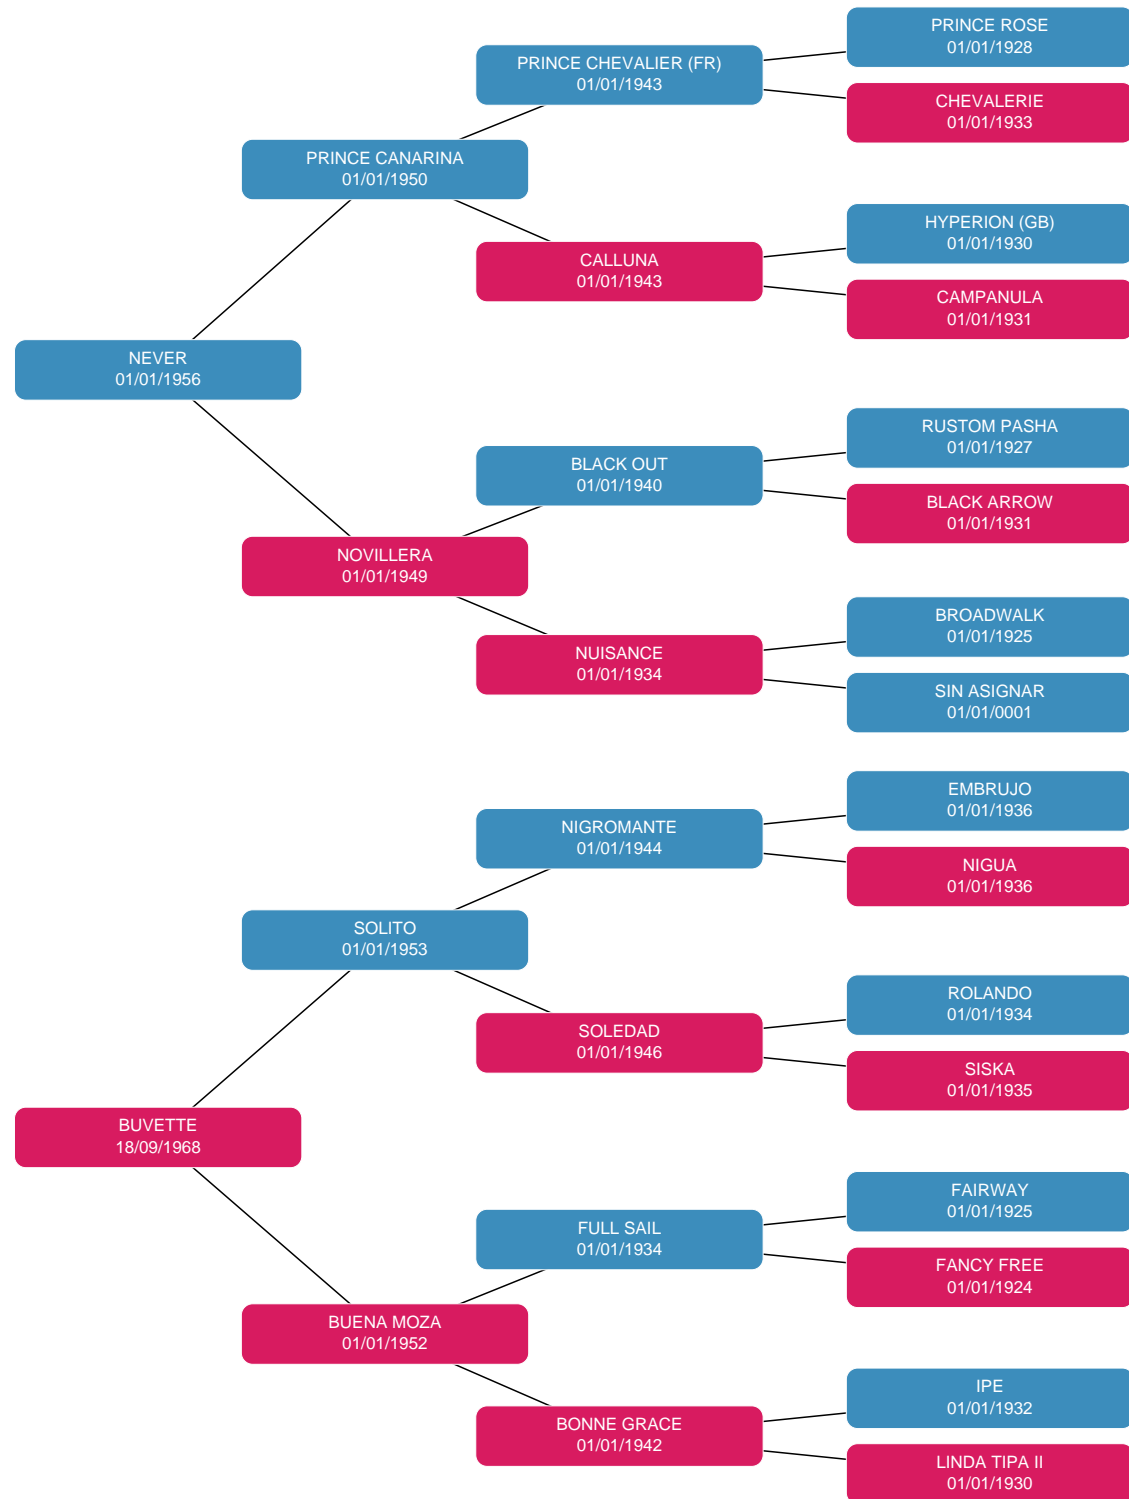 PRINCE ROSE
01/01/1928
PRINCE CHEVALIER (FR)
01/01/1943
CHEVALERIE
01/01/1933
PRINCE CANARINA
01/01/1950
HYPERION (GB)
01/01/1930
CALLUNA
01/01/1943
CAMPANULA
01/01/1931
NEVER
01/01/1956
RUSTOM PASHA
01/01/1927
BLACK OUT
01/01/1940
BLACK ARROW
01/01/1931
NOVILLERA
01/01/1949
BROADWALK
01/01/1925
NUISANCE
01/01/1934
SIN ASIGNAR
01/01/0001
EMBRUJO
01/01/1936
NIGROMANTE
01/01/1944
NIGUA
01/01/1936
SOLITO
01/01/1953
ROLANDO
01/01/1934
SOLEDAD
01/01/1946
SISKA
01/01/1935
BUVETTE
18/09/1968
FAIRWAY
01/01/1925
FULL SAIL
01/01/1934
FANCY FREE
01/01/1924
BUENA MOZA
01/01/1952
IPE
01/01/1932
BONNE GRACE
01/01/1942
LINDA TIPA II
01/01/1930